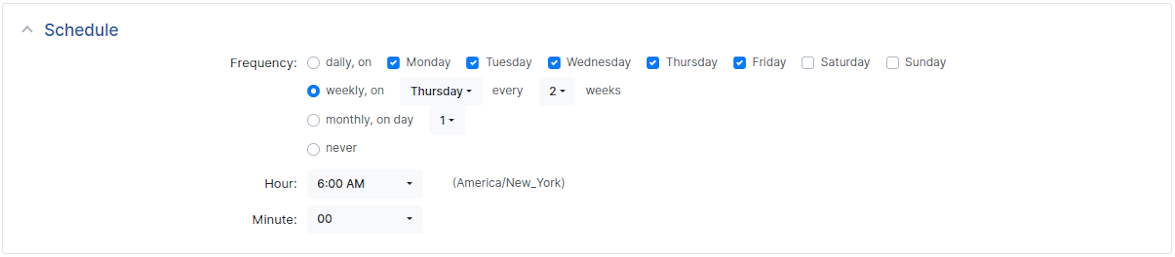 Schedule
Frequency: daily, on Monday Tuesday Wednesday Thursday Friday Saturday Sunday
weekly, on Thursday every 2 weeks
monthly, on day 1
never
Hour: 6:00 AM (America/New_York)
Minute: 00